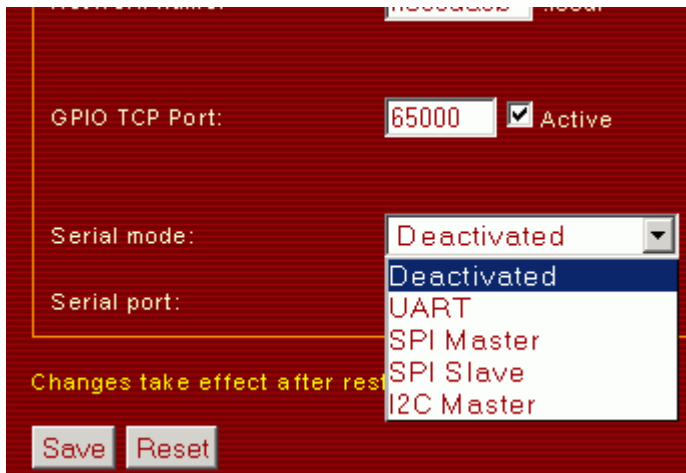 GPIO TCP Port: 65000 Active
Serial mode: Deactivated
Deactivated
Serial port: UART
SPI Master
Changes take effect after rest SPI Slave
I2C Master
Save Reset